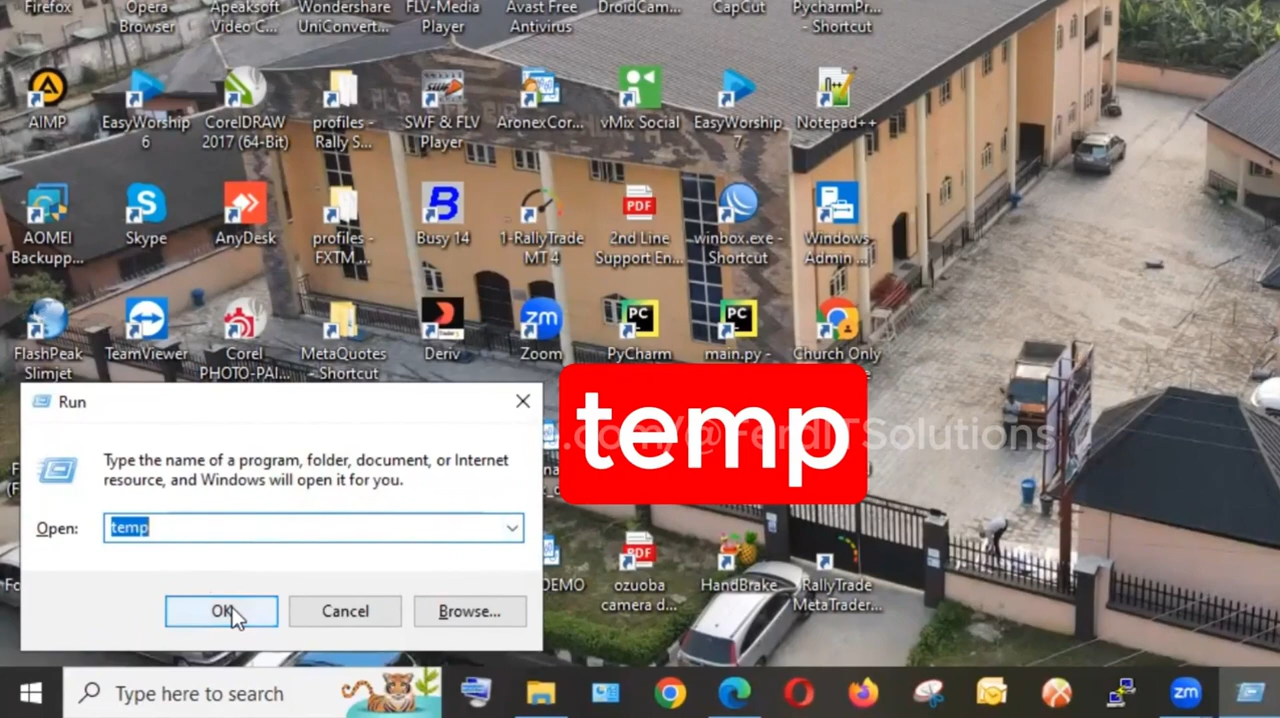 Firefox
Opera
Browser
Apeaksoft
Video C...
Wondershare
UniConvert...
FLV-Media
Player
Avast Free
Antivirus
DroidCam...
CapCut
PycharmPr...
- Shortcut
AIMP
EasyWorship
6
CorelDRAW
2017 (64-Bit)
profiles -
Rally S...
SWF & FLV
Player
AronexCor...
vMix Social
EasyWorship
7
Notepad++
AOMEI
Backupp...
Skype
AnyDesk
profiles -
FXTM ...
Busy 14
1-RallyTrade
MT4
2nd Line
Support En...
winbox.exe -
Shortcut
Windows
Admin ...
FlashPeak
Slimjet
TeamViewer
Corel
PHOTO-PAI...
MetaQuotes
- Shortcut
Deriv
Zoom
PyCharm
main.py -
Church Only
Run
Type the name of a program, folder, document, or Internet
resource, and Windows will open it for you.
Open:
temp
OK
Cancel
Browse...
temp
.com/@FerdITSolutions
DEMO
ozuoba
camera d...
HandBrake
RallyTrade
MetaTrader...
Type here to search